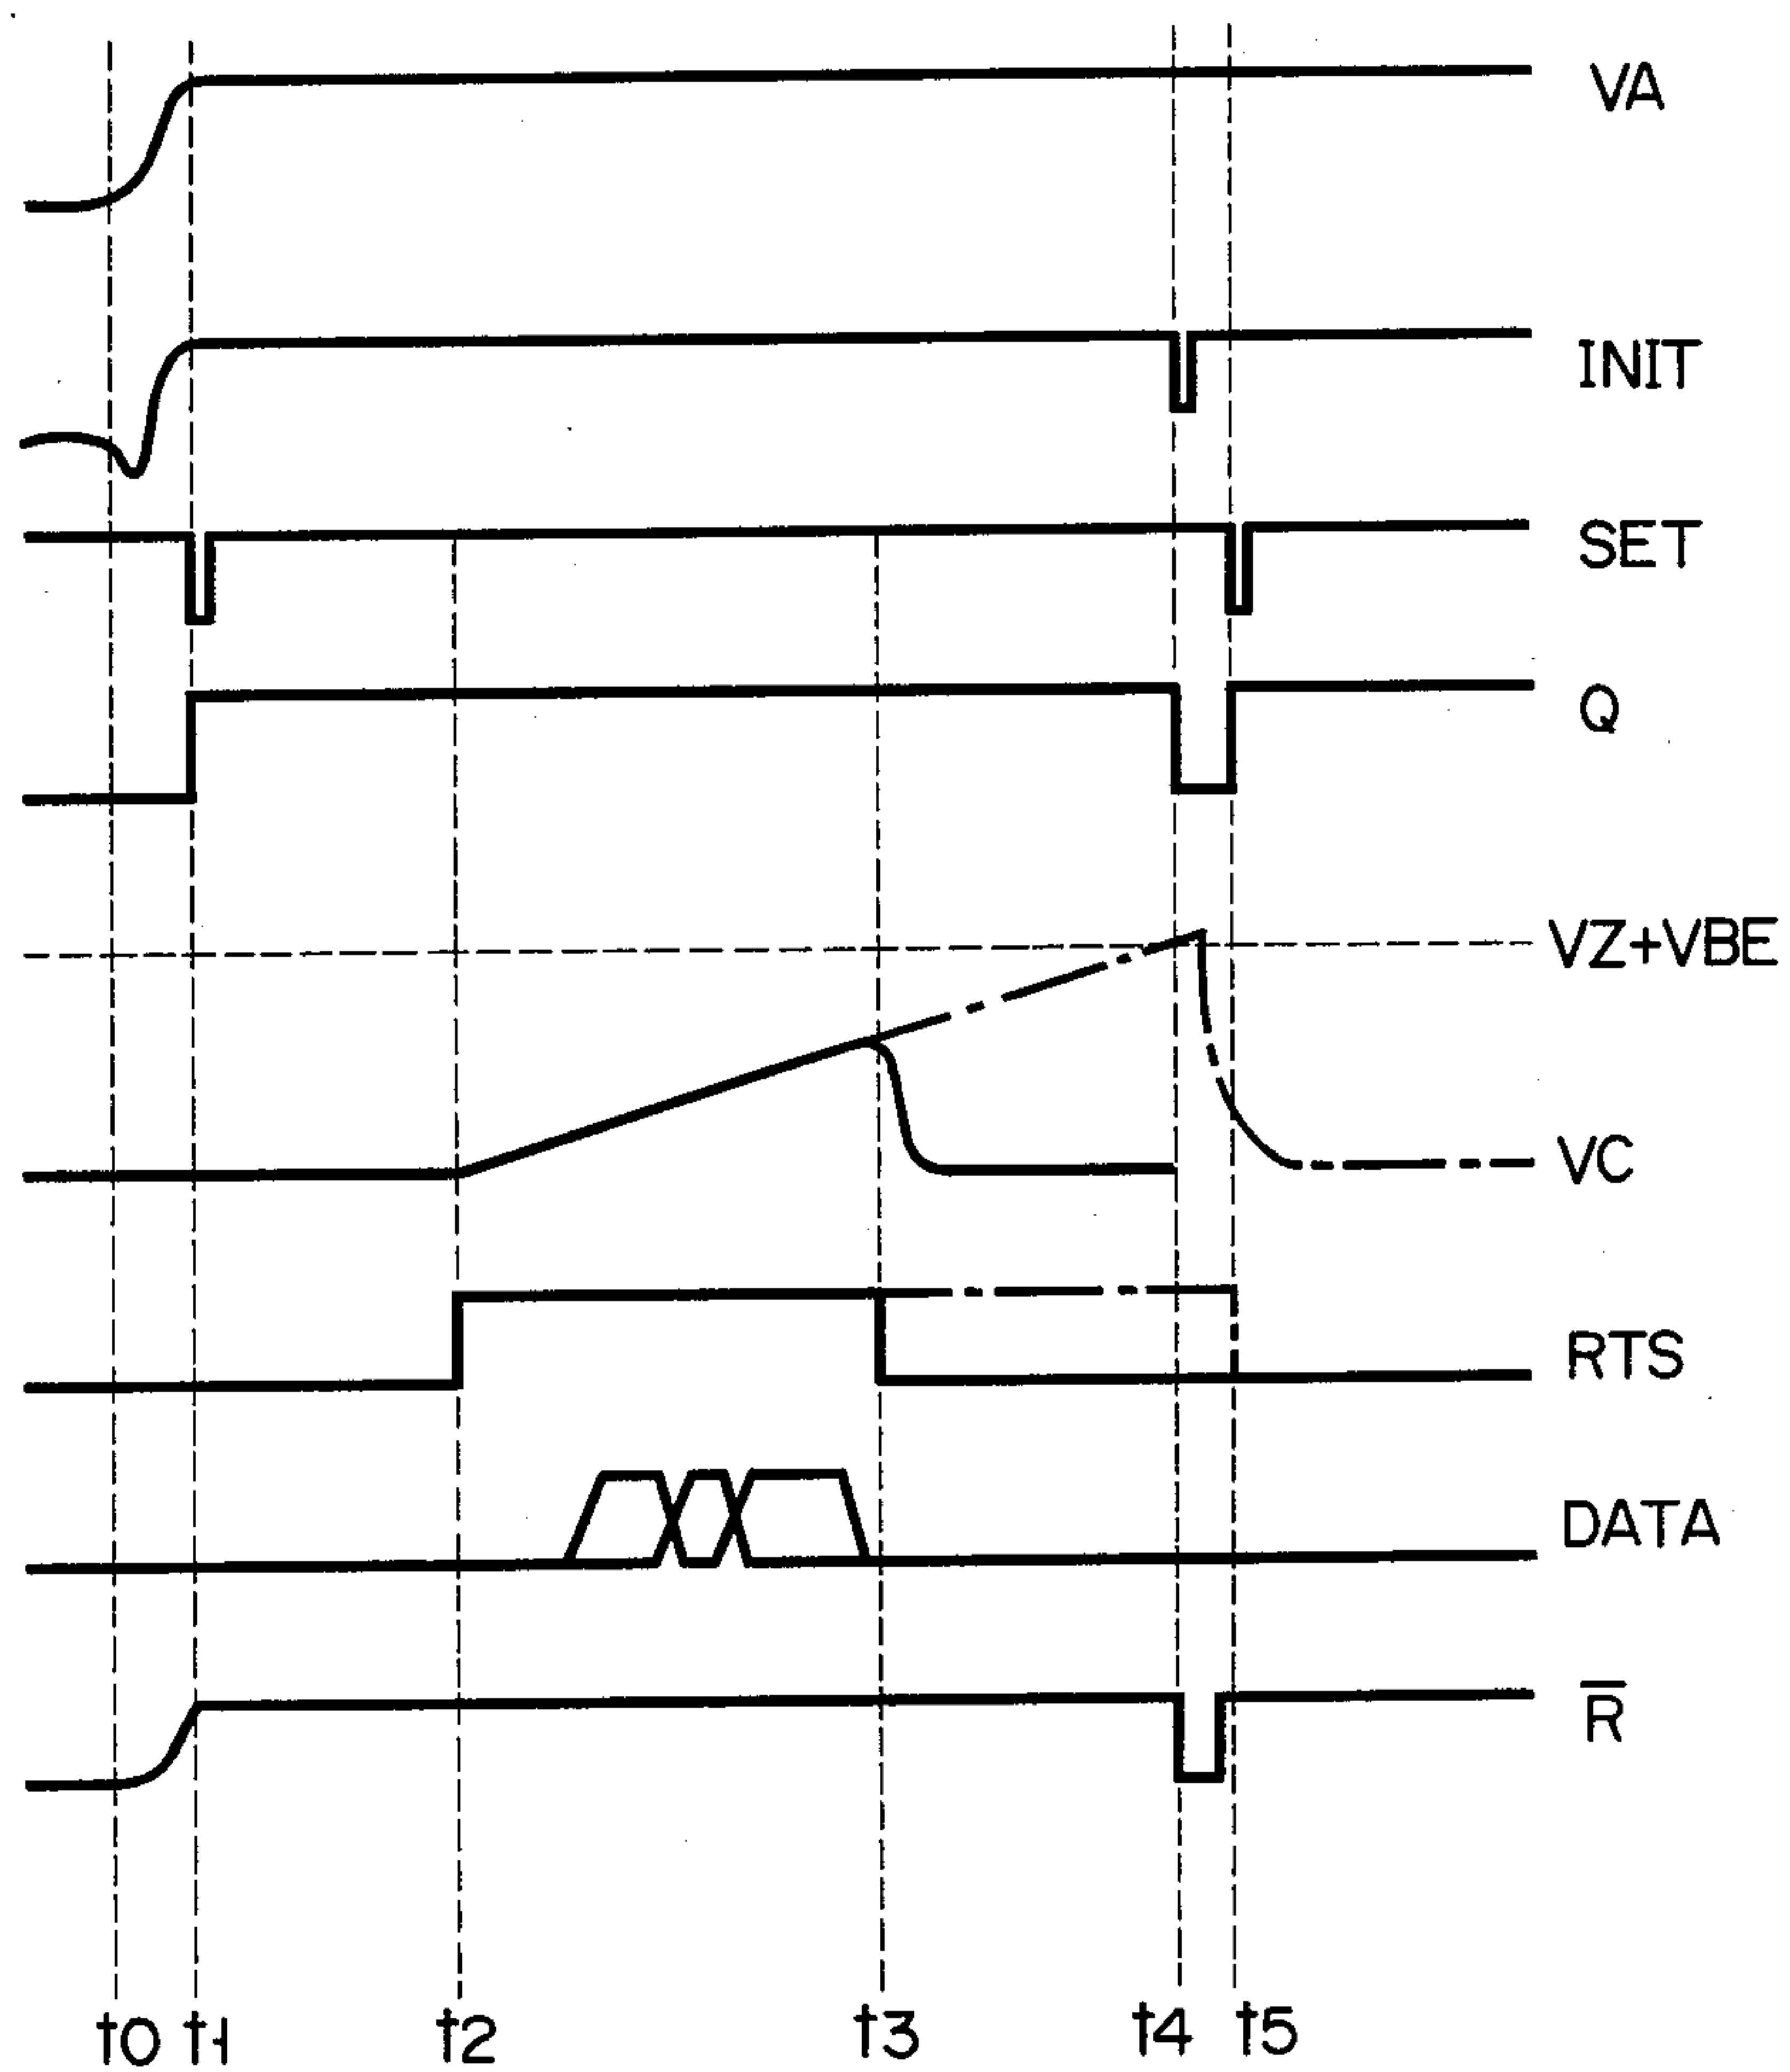 VA
INIT
SET
Q
VZ+VBE
VC
RTS
DATA
R̅
t0 t1 t2 t3 t4 t5